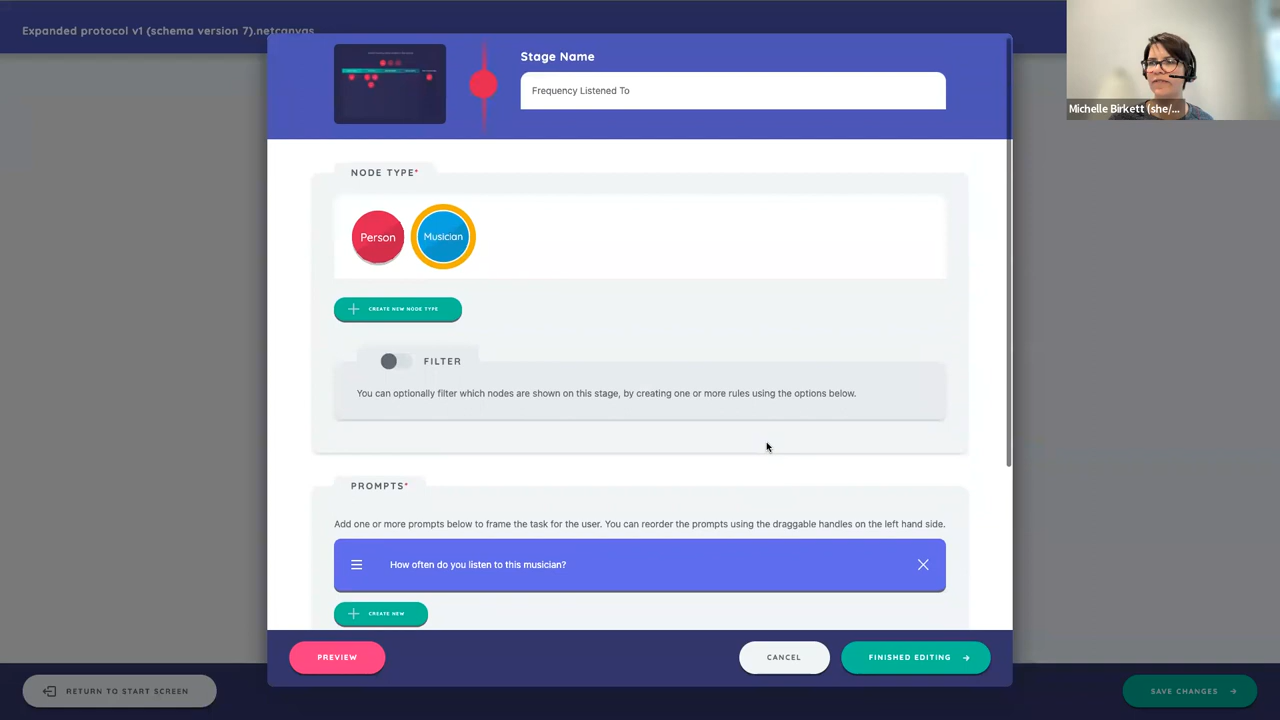 Expanded protocol v1 (schema version 7).netcanvas
Michelle Birkett (she/...
Stage Name
Frequency Listened To
NODE TYPE*
Person
Musician
CREATE NEW NODE TYPE
FILTER
You can optionally filter which nodes are shown on this stage, by creating one or more rules using the options below.
PROMPTS*
Add one or more prompts below to frame the task for the user. You can reorder the prompts using the draggable handles on the left hand side.
How often do you listen to this musician?
CREATE NEW
PREVIEW
CANCEL
FINISHED EDITING
RETURN TO START SCREEN
SAVE CHANGES